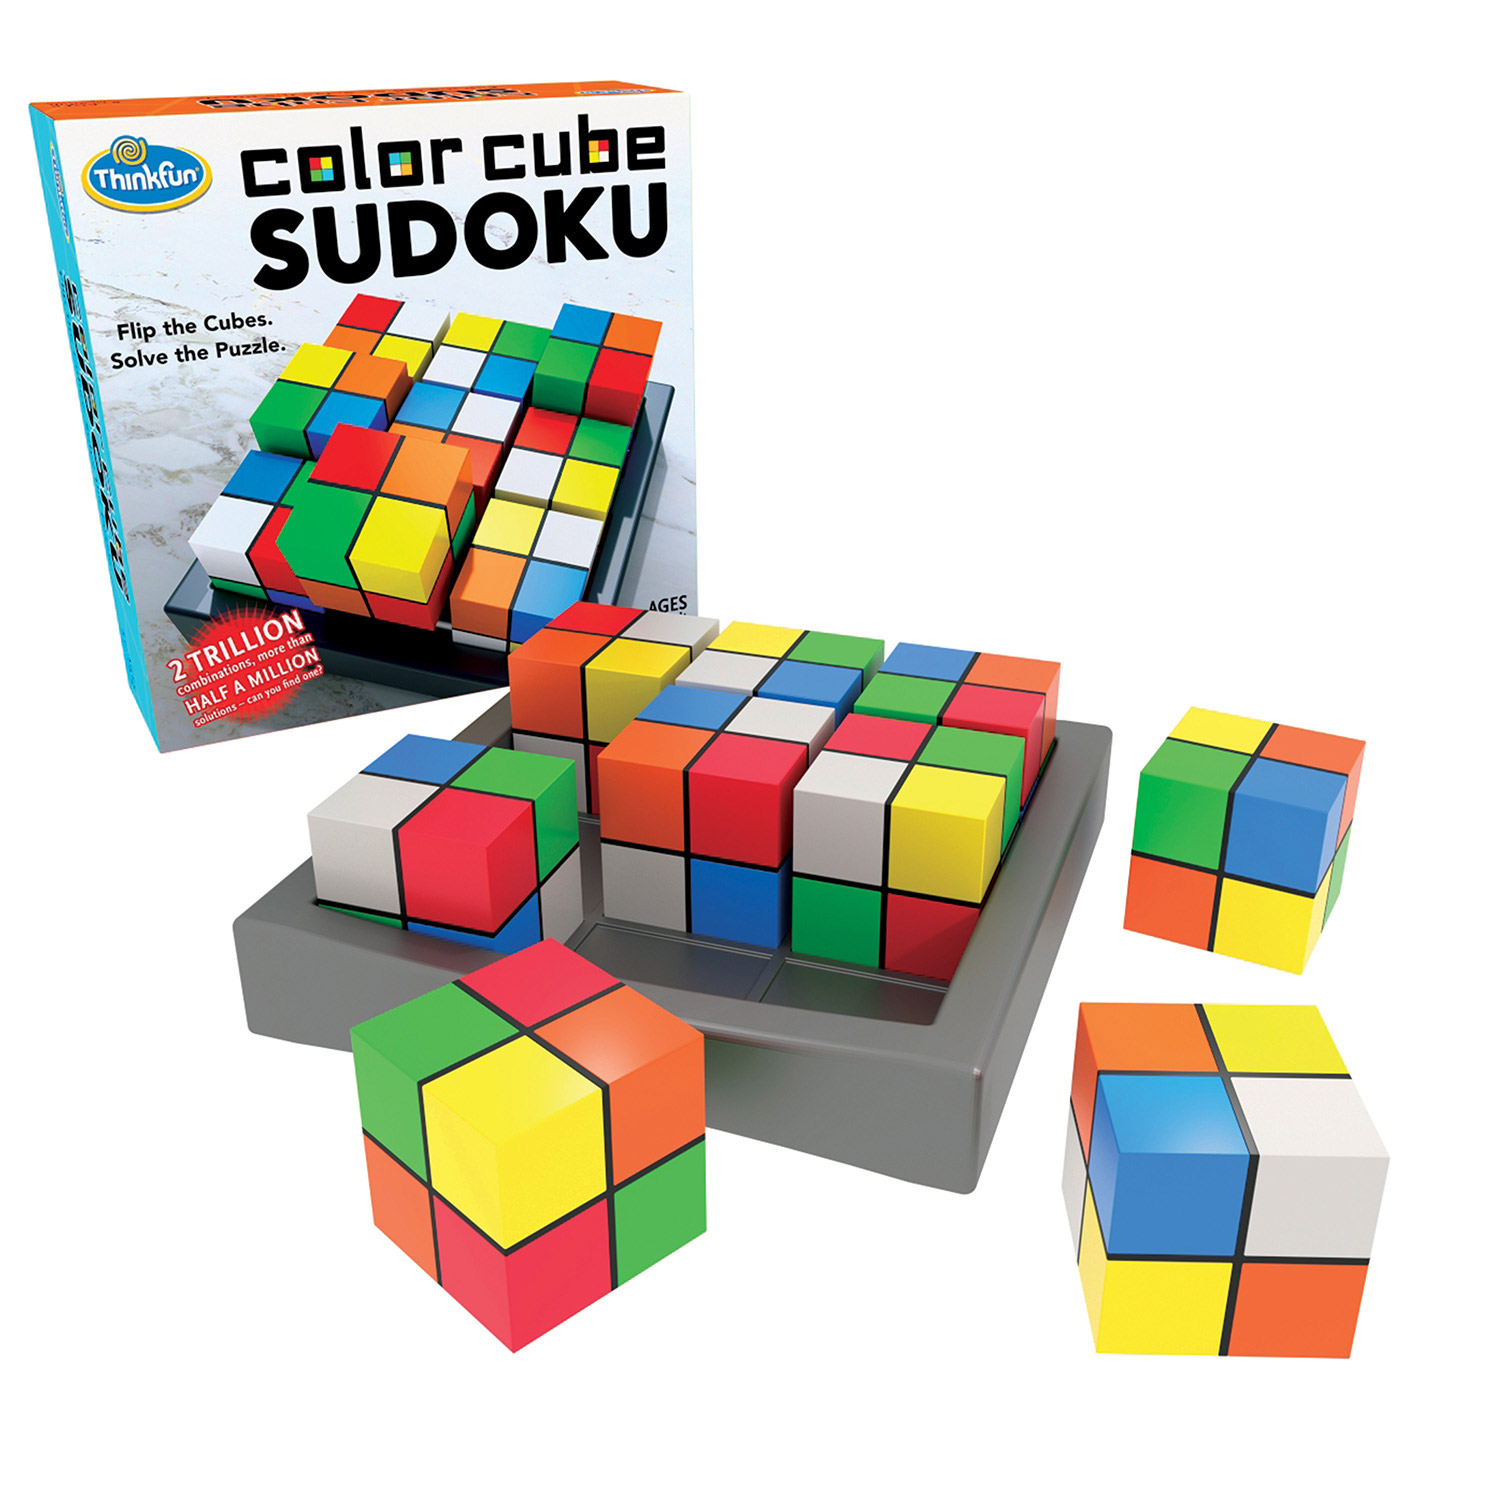 ThinkFun
color cube
SUDOKU
Flip the Cubes.
Solve the Puzzle.
2 TRILLION
combinations, more than
HALF A MILLION
solutions – can you find one?
AGES